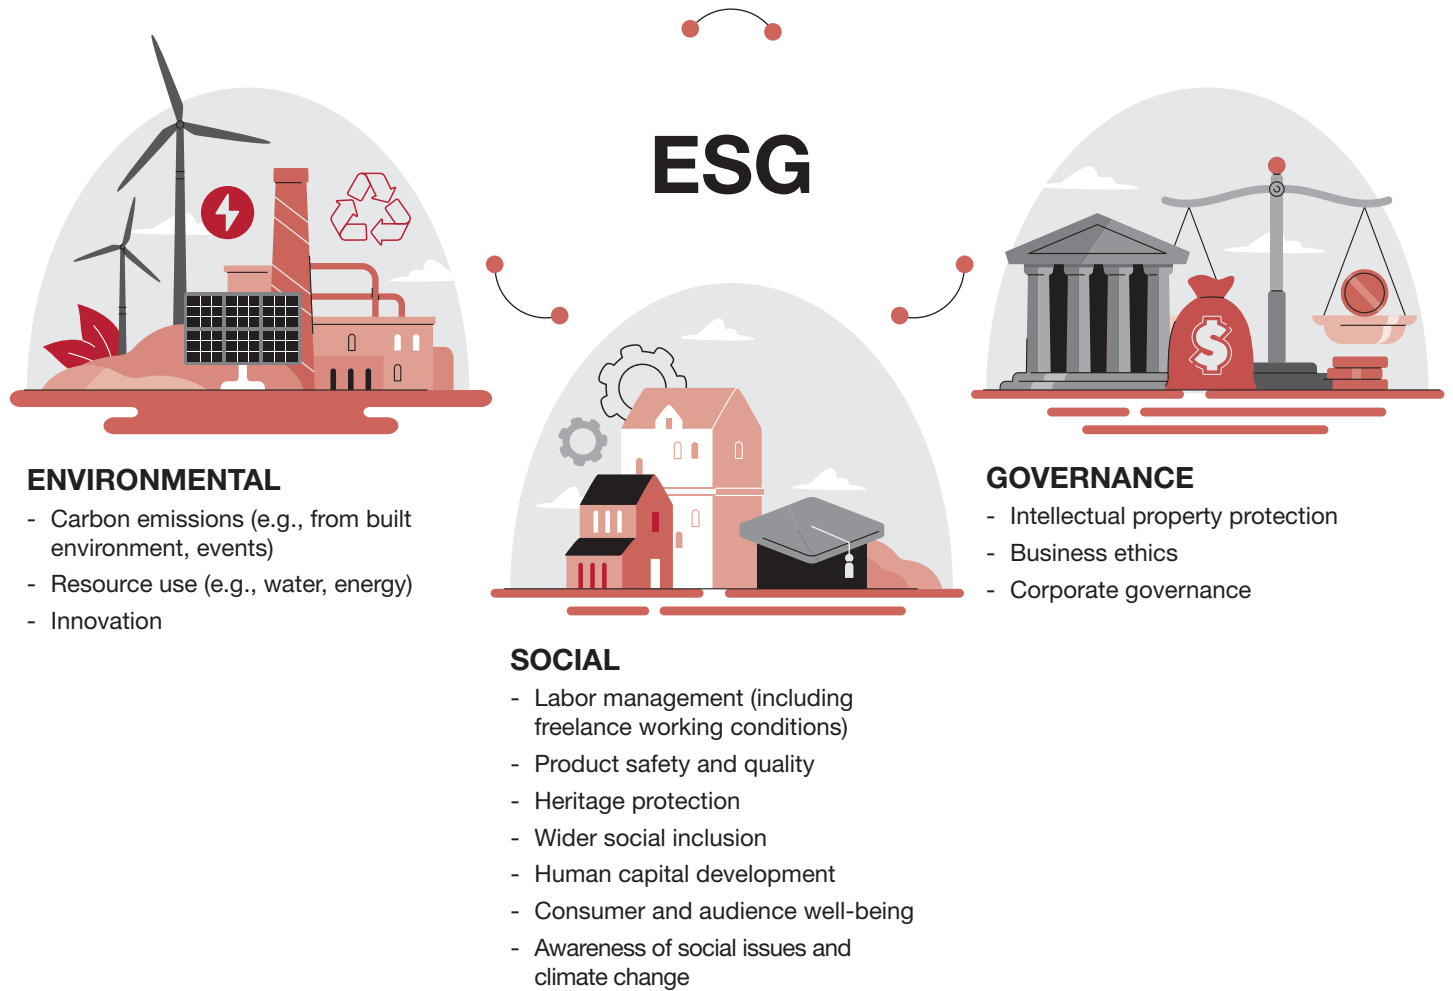 ESG
ENVIRONMENTAL
- Carbon emissions (e.g., from built
environment, events)
- Resource use (e.g., water, energy)
- Innovation
SOCIAL
- Labor management (including
freelance working conditions)
- Product safety and quality
- Heritage protection
- Wider social inclusion
- Human capital development
- Consumer and audience well-being
- Awareness of social issues and
climate change
GOVERNANCE
- Intellectual property protection
- Business ethics
- Corporate governance
$